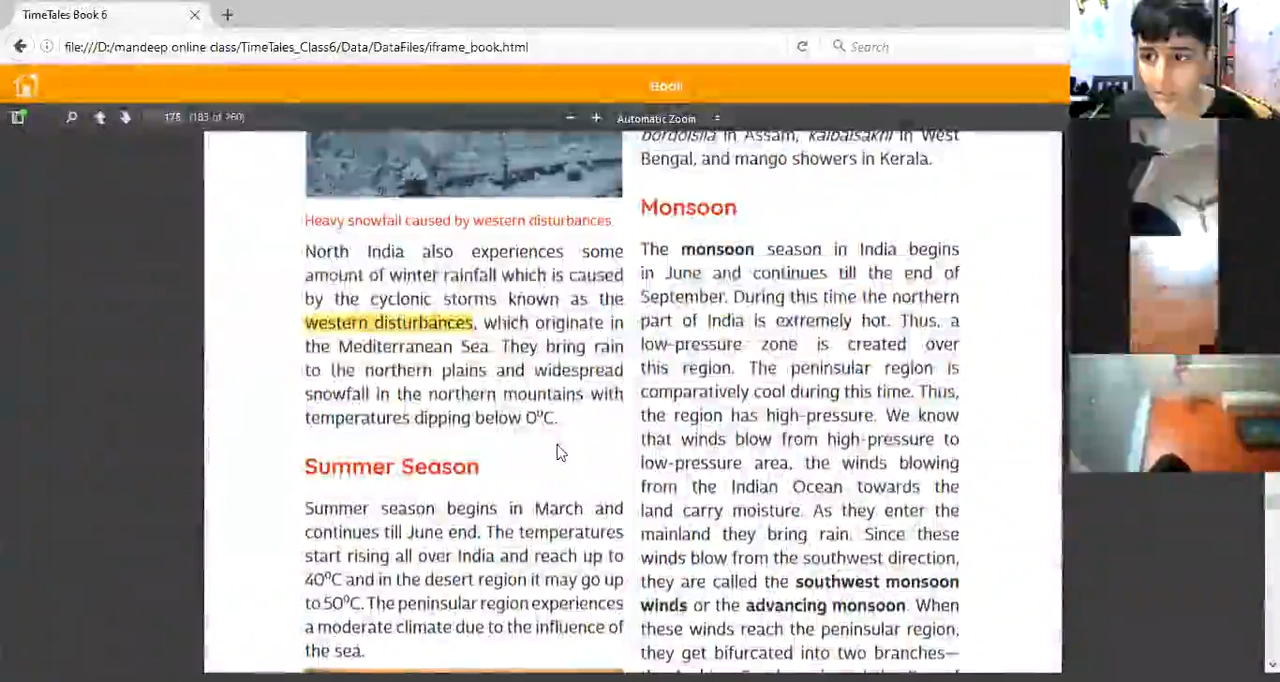 TimeTales Book 6
file:///D:/mandeep online class/TimeTales_Class6/Data/DataFiles/iframe_book.html
Search
Book
175 (183 of 260)
Automatic Zoom
Heavy snowfall caused by western disturbances
North India also experiences some
amount of winter rainfall which is caused
by the cyclonic storms known as the
western disturbances, which originate in
the Mediterranean Sea. They bring rain
to the northern plains and widespread
snowfall in the northern mountains with
temperatures dipping below 0°C.
Summer Season
Summer season begins in March and
continues till June end. The temperatures
start rising all over India and reach up to
40°C and in the desert region it may go up
to 50°C. The peninsular region experiences
a moderate climate due to the influence of
the sea.
bordoisila in Assam, kalbaisakhi in West
Bengal, and mango showers in Kerala.
Monsoon
The monsoon season in India begins
in June and continues till the end of
September. During this time the northern
part of India is extremely hot. Thus, a
low-pressure zone is created over
this region. The peninsular region is
comparatively cool during this time. Thus,
the region has high-pressure. We know
that winds blow from high-pressure to
low-pressure area, the winds blowing
from the Indian Ocean towards the
land carry moisture. As they enter the
mainland they bring rain. Since these
winds blow from the southwest direction,
they are called the southwest monsoon
winds or the advancing monsoon. When
these winds reach the peninsular region,
they get bifurcated into two branches—